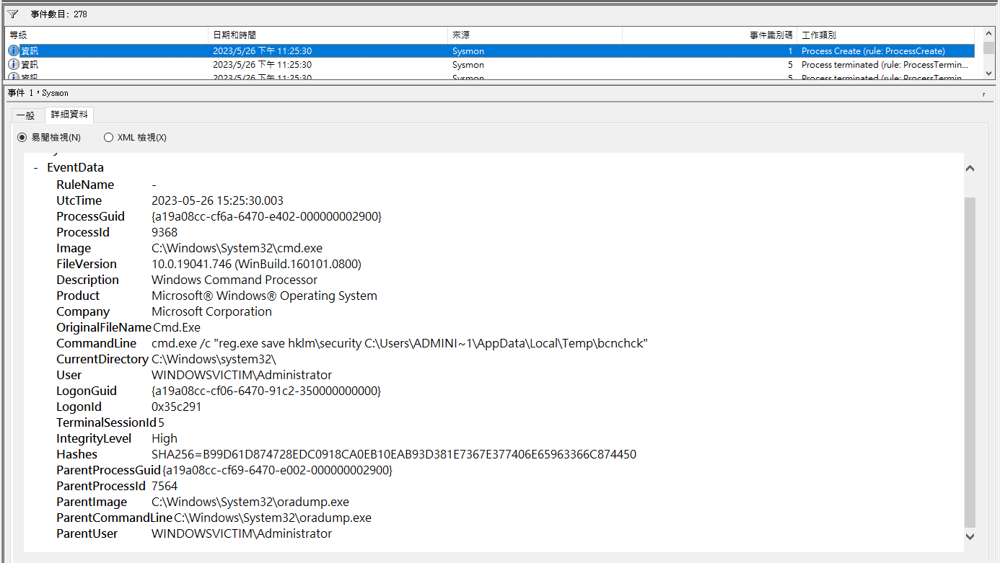 事件數目: 278
等級 日期和時間 來源 事件識別碼 工作類別
資訊 2023/5/26 下午 11:25:30 Sysmon 1 Process Create (rule: ProcessCreate)
資訊 2023/5/26 下午 11:25:30 Sysmon 5 Process terminated (rule: ProcessTermin...
資訊 2023/5/26 下午 11:25:30 Sysmon 5 Process terminated (rule: ProcessTermin
事件 1，Sysmon
一般 詳細資料
易閱檢視(N) XML 檢視(X)
- EventData
RuleName -
UtcTime 2023-05-26 15:25:30.003
ProcessGuid {a19a08cc-cf6a-6470-e402-000000002900}
ProcessId 9368
Image C:\Windows\System32\cmd.exe
FileVersion 10.0.19041.746 (WinBuild.160101.0800)
Description Windows Command Processor
Product Microsoft® Windows® Operating System
Company Microsoft Corporation
OriginalFileName Cmd.Exe
CommandLine cmd.exe /c "reg.exe save hklm\security C:\Users\ADMINI~1\AppData\Local\Temp\bcnchck"
CurrentDirectory C:\Windows\system32\
User WINDOWSVICTIM\Administrator
LogonGuid {a19a08cc-cf06-6470-91c2-350000000000}
LogonId 0x35c291
TerminalSessionId 5
IntegrityLevel High
Hashes SHA256=B99D61D874728EDC0918CA0EB10EAB93D381E7367E377406E65963366C874450
ParentProcessGuid {a19a08cc-cf69-6470-e002-000000002900}
ParentProcessId 7564
ParentImage C:\Windows\System32\oradump.exe
ParentCommandLine C:\Windows\System32\oradump.exe
ParentUser WINDOWSVICTIM\Administrator